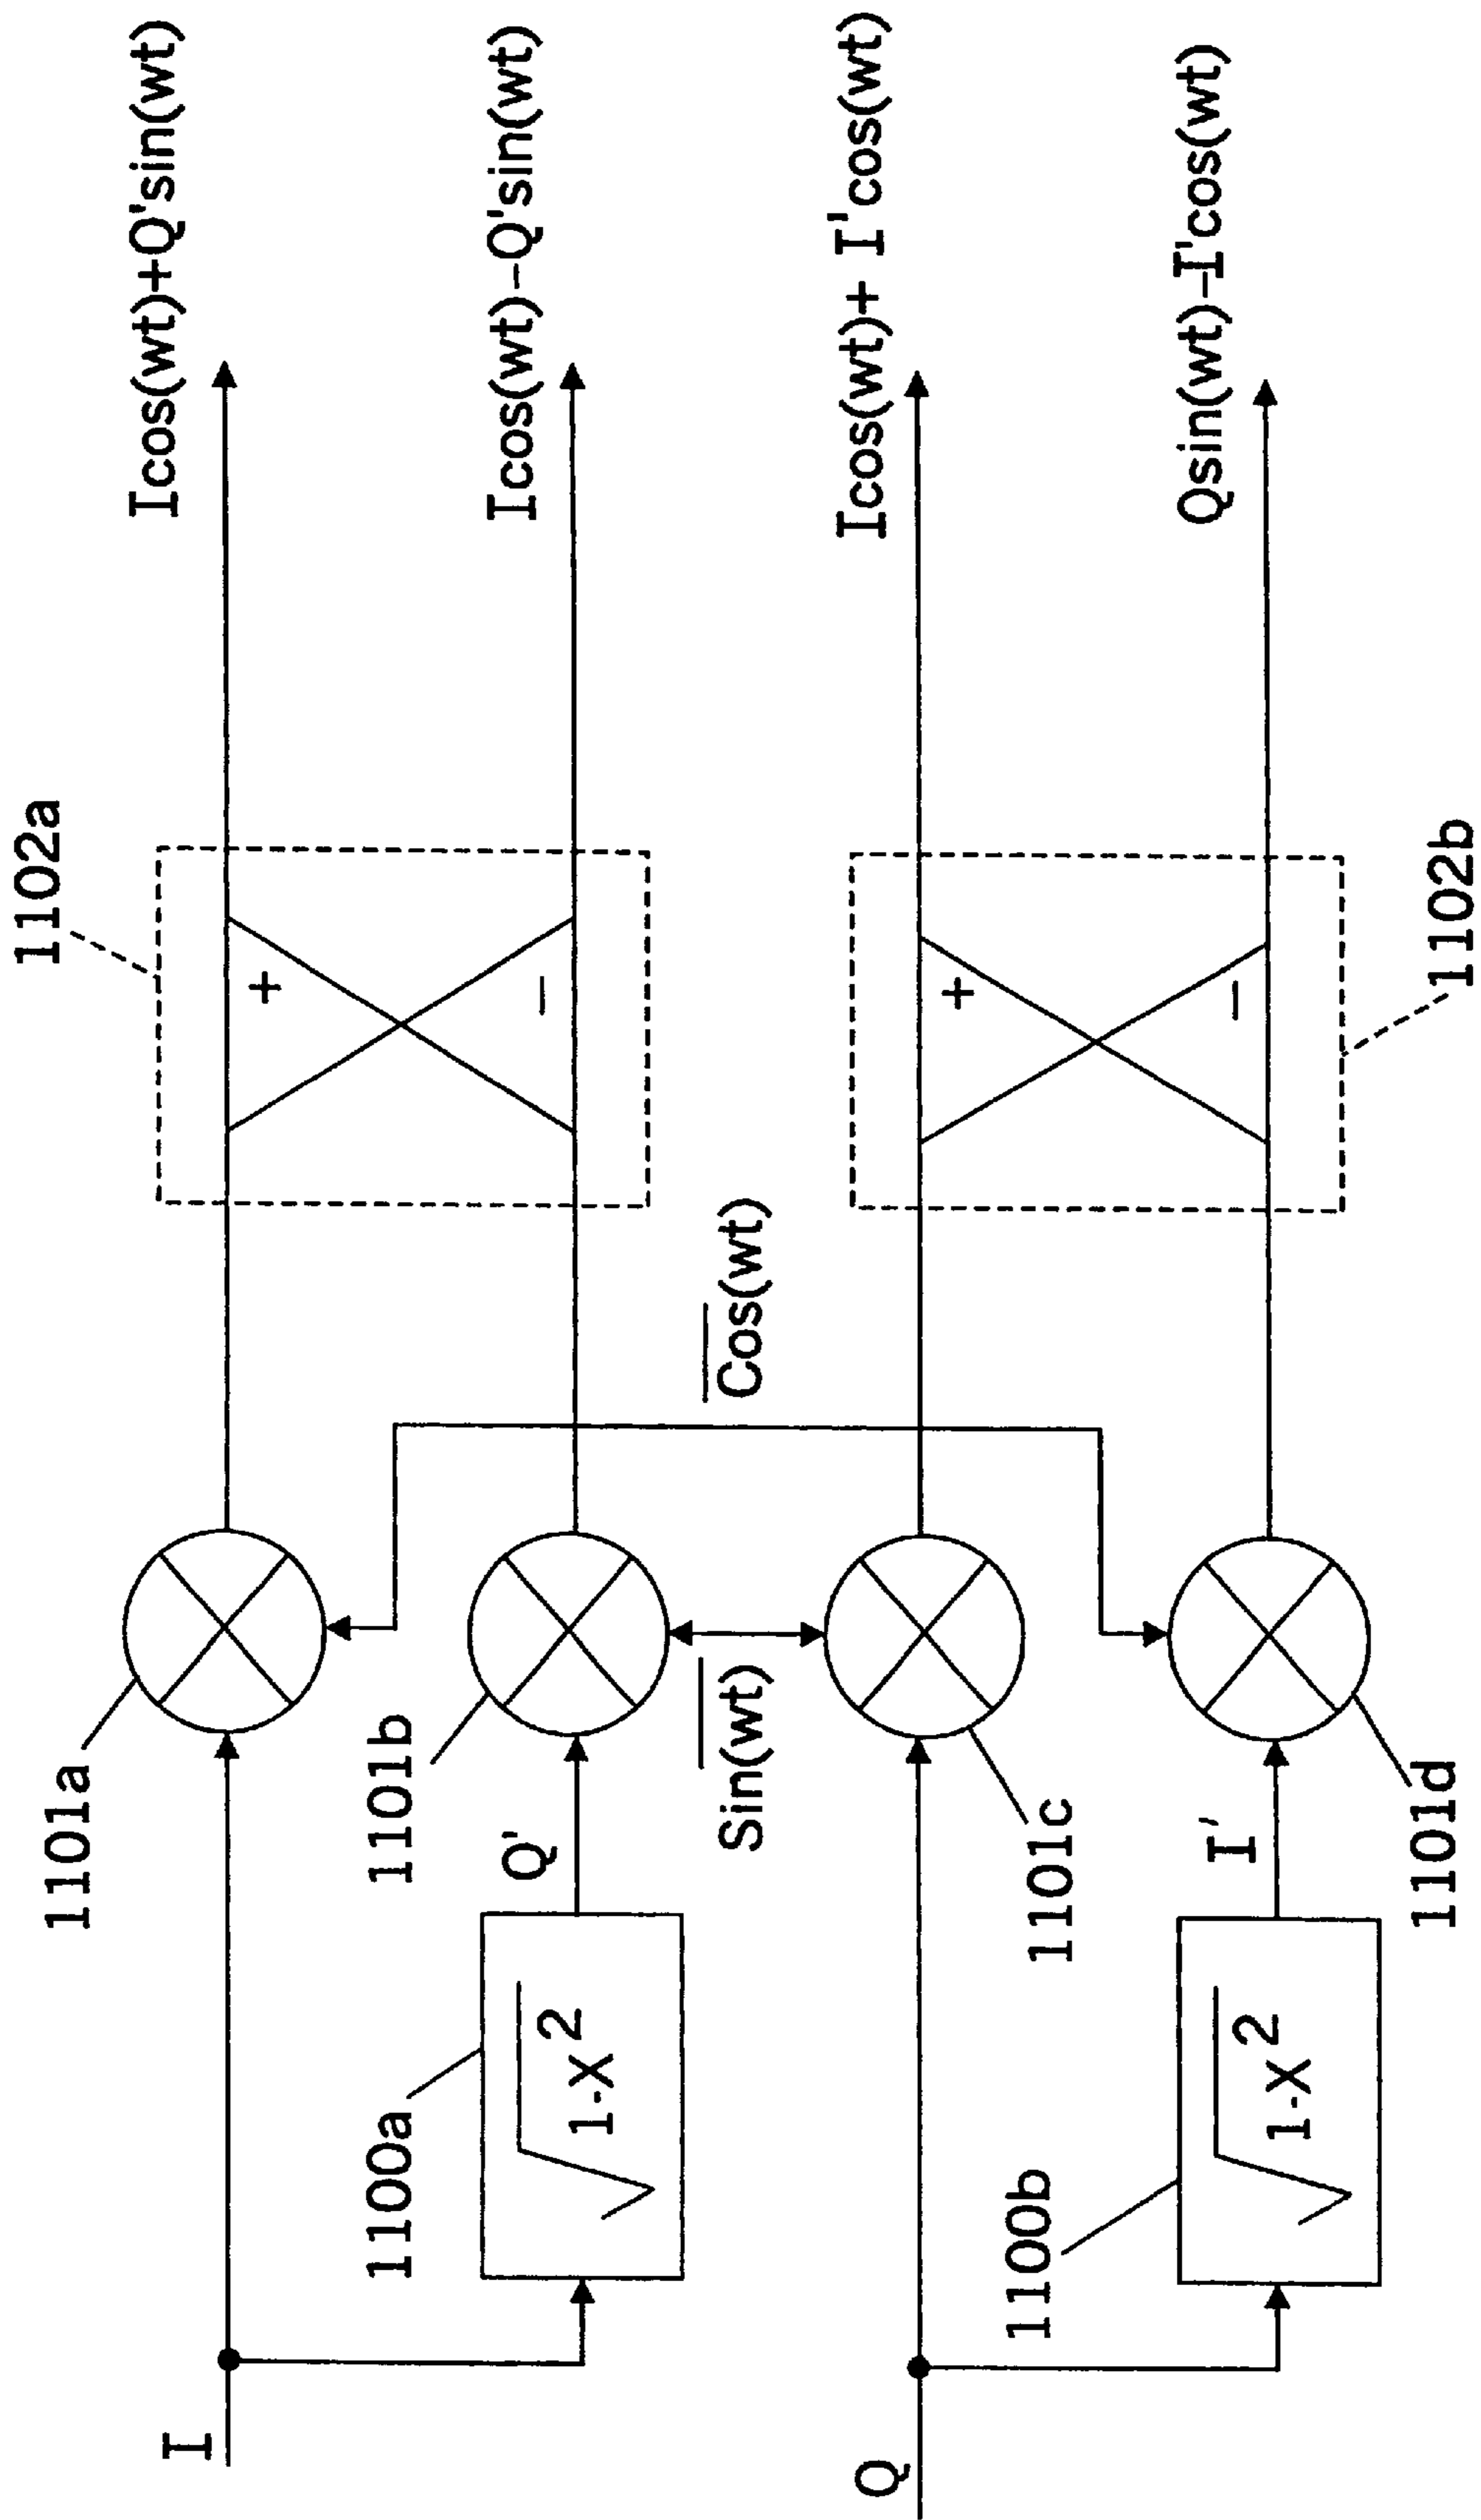 I
1100a
√1-X²
Q'
1101a
1101b
Sin(wt)
Cos(wt)
1102a
+
−
Icos(wt)+Q'sin(wt)
Icos(wt)−Q'sin(wt)
Q
1100b
√1-X²
I'
1101c
1101d
1102b
+
−
Icos(wt)+ I'cos(wt)
Qsin(wt)−I'cos(wt)